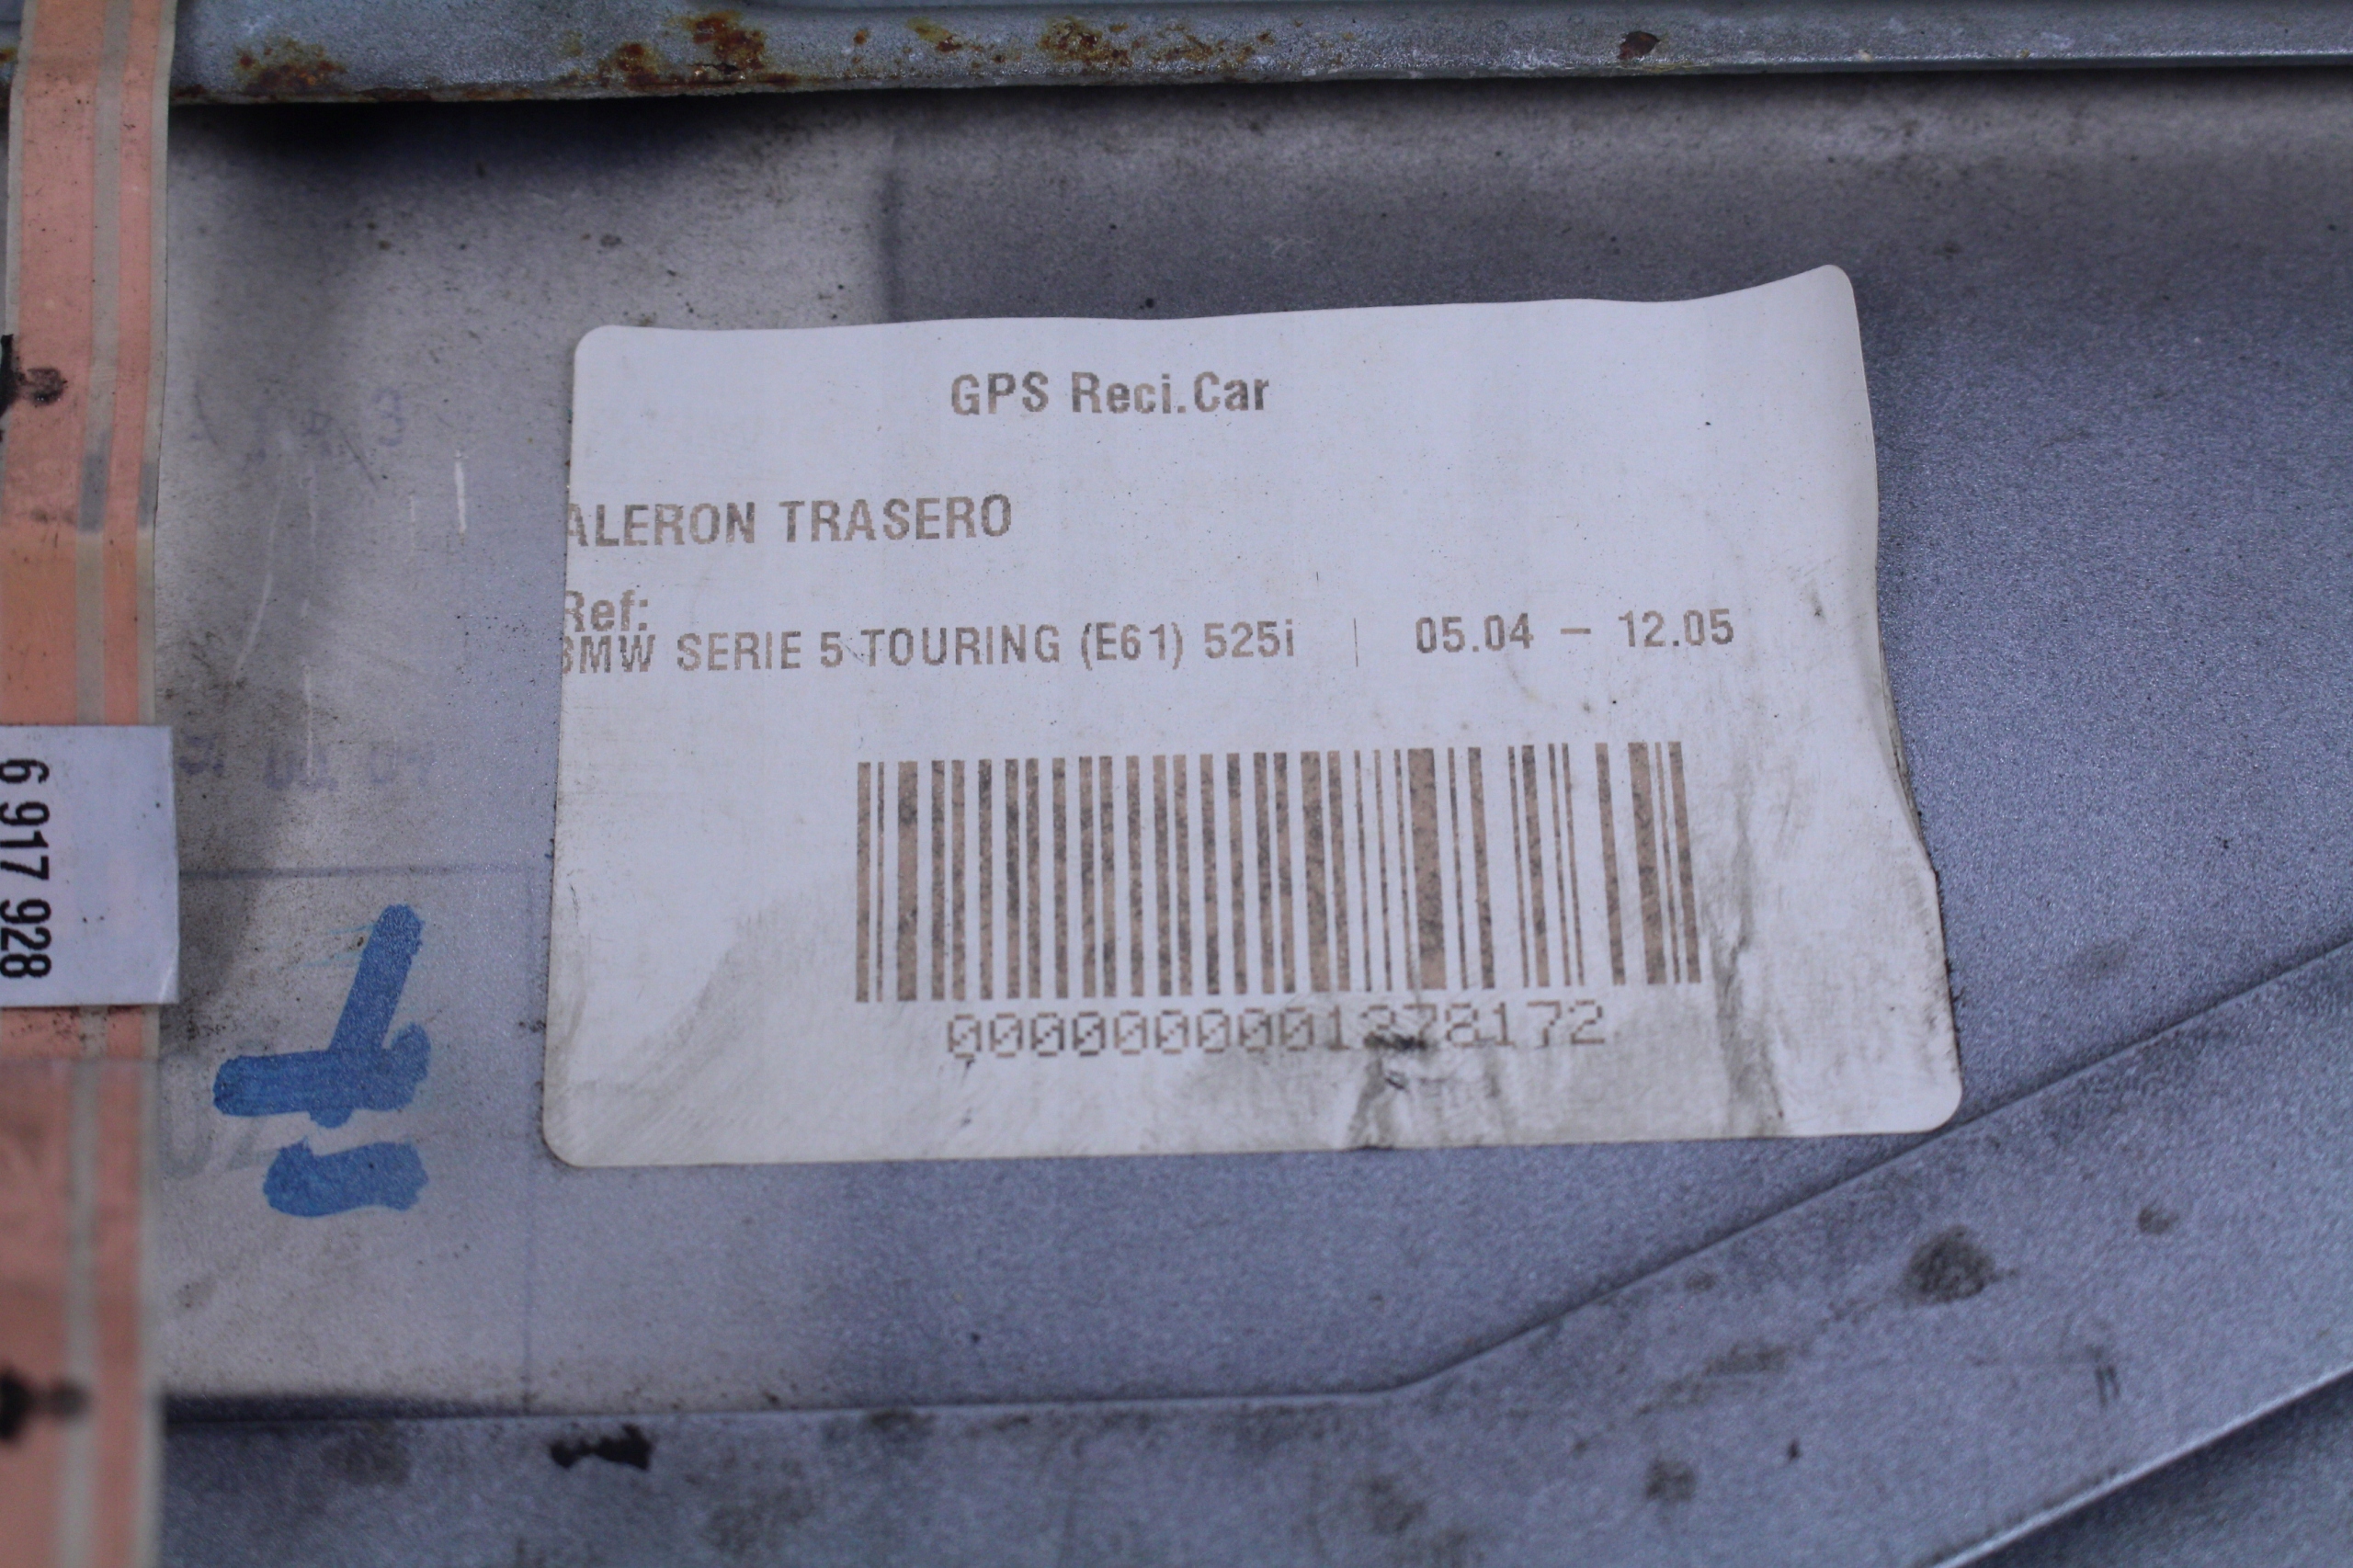 GPS Reci.Car
ALERON TRASERO
Ref:
BMW SERIE 5 TOURING (E61) 525i | 05.04 – 12.05
0000000001278172
6 917 928